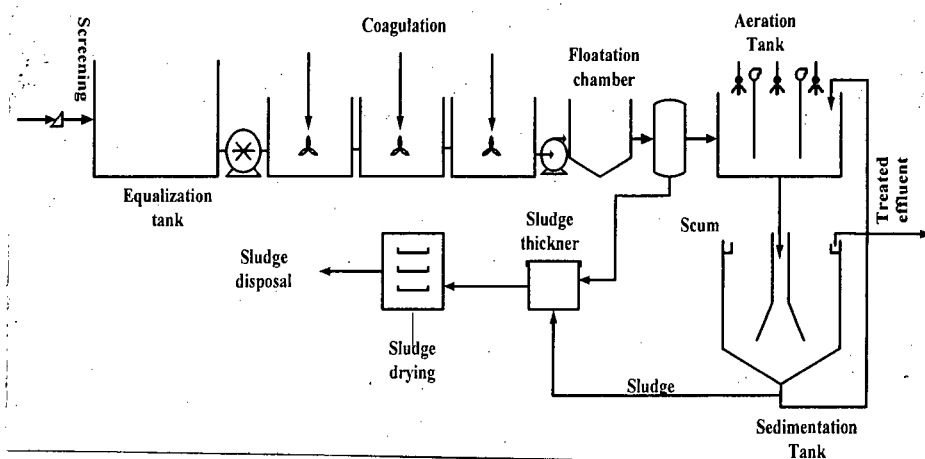 Screening
Coagulation
Floatation
chamber
Aeration
Tank
Equalization
tank
Treated
effluent
Sludge
thickner
Scum
Sludge
disposal
Sludge
drying
Sludge
Sedimentation
Tank